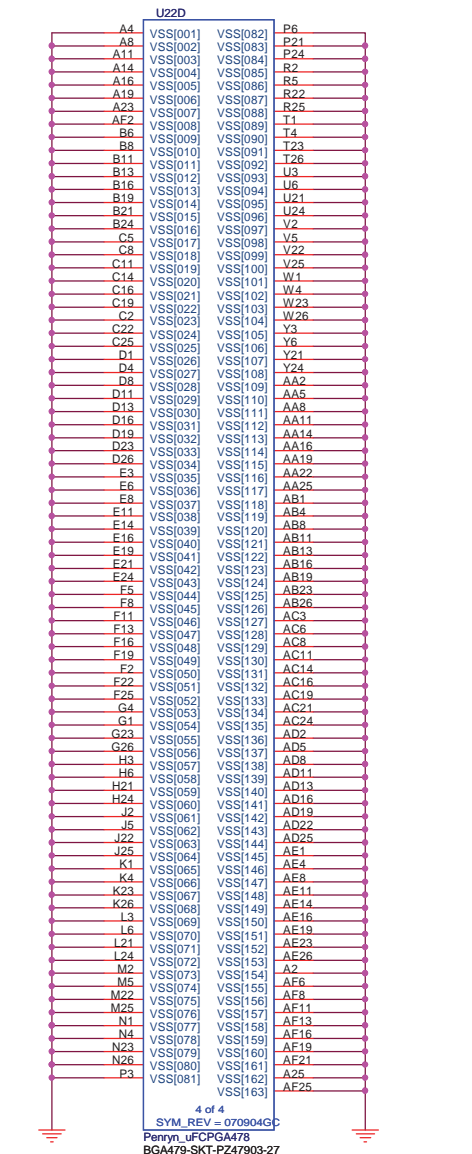 U22D
A4 VSS[001] VSS[082] P6
A8 VSS[002] VSS[083] P21
A11 VSS[003] VSS[084] P24
A14 VSS[004] VSS[085] R2
A16 VSS[005] VSS[086] R5
A19 VSS[006] VSS[087] R22
A23 VSS[007] VSS[088] R25
AF2 VSS[008] VSS[089] T1
B6 VSS[009] VSS[090] T4
B8 VSS[010] VSS[091] T23
B11 VSS[011] VSS[092] T26
B13 VSS[012] VSS[093] U3
B16 VSS[013] VSS[094] U6
B19 VSS[014] VSS[095] U21
B21 VSS[015] VSS[096] U24
B24 VSS[016] VSS[097] V2
C5 VSS[017] VSS[098] V5
C8 VSS[018] VSS[099] V22
C11 VSS[019] VSS[100] V25
C14 VSS[020] VSS[101] W1
C16 VSS[021] VSS[102] W4
C19 VSS[022] VSS[103] W23
C2 VSS[023] VSS[104] W26
C22 VSS[024] VSS[105] Y3
C25 VSS[025] VSS[106] Y6
D1 VSS[026] VSS[107] Y21
D4 VSS[027] VSS[108] Y24
D8 VSS[028] VSS[109] AA2
D11 VSS[029] VSS[110] AA5
D13 VSS[030] VSS[111] AA8
D16 VSS[031] VSS[112] AA11
D19 VSS[032] VSS[113] AA14
D23 VSS[033] VSS[114] AA16
D26 VSS[034] VSS[115] AA19
E3 VSS[035] VSS[116] AA22
E6 VSS[036] VSS[117] AA25
E8 VSS[037] VSS[118] AB1
E11 VSS[038] VSS[119] AB4
E14 VSS[039] VSS[120] AB8
E16 VSS[040] VSS[121] AB11
E19 VSS[041] VSS[122] AB13
E21 VSS[042] VSS[123] AB16
E24 VSS[043] VSS[124] AB19
F5 VSS[044] VSS[125] AB23
F8 VSS[045] VSS[126] AB26
F11 VSS[046] VSS[127] AC3
F13 VSS[047] VSS[128] AC6
F16 VSS[048] VSS[129] AC8
F19 VSS[049] VSS[130] AC11
F2 VSS[050] VSS[131] AC14
F22 VSS[051] VSS[132] AC16
F25 VSS[052] VSS[133] AC19
G4 VSS[053] VSS[134] AC21
G1 VSS[054] VSS[135] AC24
G23 VSS[055] VSS[136] AD2
G26 VSS[056] VSS[137] AD5
H3 VSS[057] VSS[138] AD8
H6 VSS[058] VSS[139] AD11
H21 VSS[059] VSS[140] AD13
H24 VSS[060] VSS[141] AD16
J2 VSS[061] VSS[142] AD19
J5 VSS[062] VSS[143] AD22
J22 VSS[063] VSS[144] AD25
J25 VSS[064] VSS[145] AE1
K1 VSS[065] VSS[146] AE4
K4 VSS[066] VSS[147] AE8
K23 VSS[067] VSS[148] AE11
K26 VSS[068] VSS[149] AE14
L3 VSS[069] VSS[150] AE16
L6 VSS[070] VSS[151] AE19
L21 VSS[071] VSS[152] AE23
L24 VSS[072] VSS[153] AE26
M2 VSS[073] VSS[154] A2
M5 VSS[074] VSS[155] AF6
M22 VSS[075] VSS[156] AF8
M25 VSS[076] VSS[157] AF11
N1 VSS[077] VSS[158] AF13
N4 VSS[078] VSS[159] AF16
N23 VSS[079] VSS[160] AF19
N26 VSS[080] VSS[161] AF21
P3 VSS[081] VSS[162] A25
VSS[163] AF25
4 of 4
SYM_REV = 070904GC
Penryn_uFCPGA478
BGA479-SKT-PZ47903-27